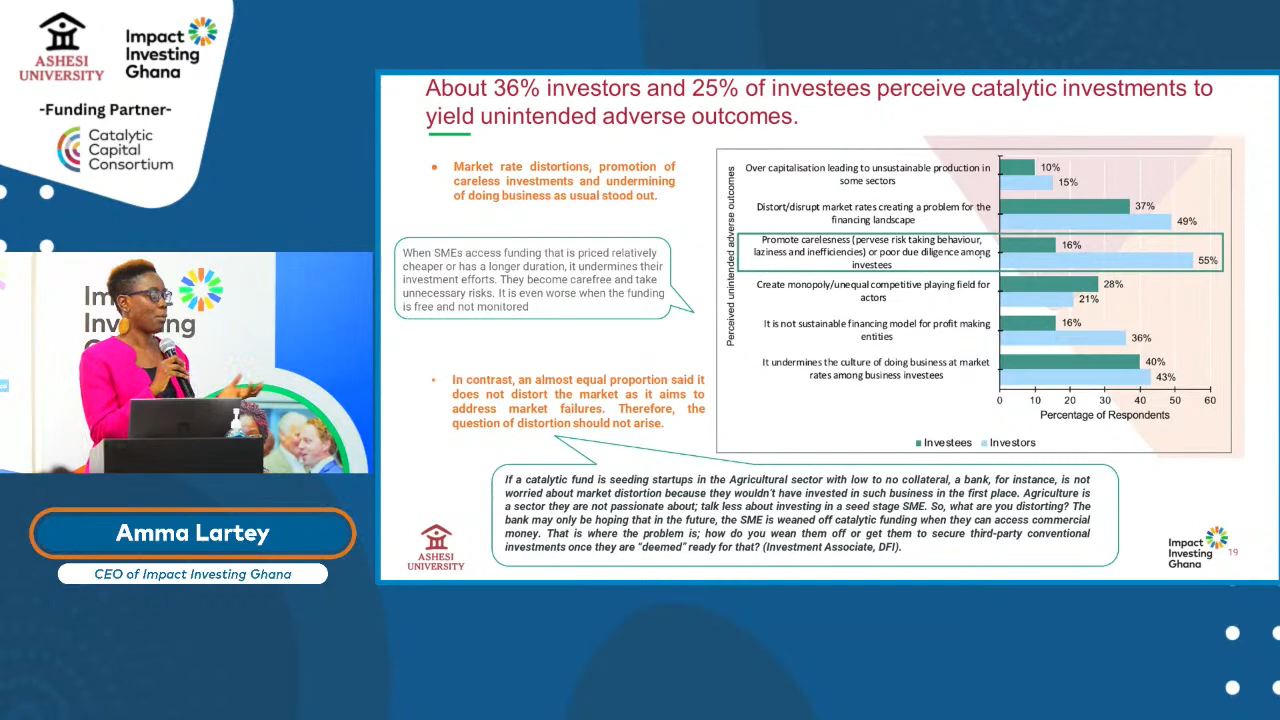 ASHESI
UNIVERSITY
Impact
Investing
Ghana
-Funding Partner-
Catalytic
Capital
Consortium
About 36% investors and 25% of investees perceive catalytic investments to
yield unintended adverse outcomes.
• Market rate distortions, promotion of
careless investments and undermining
of doing business as usual stood out.
When SMEs access funding that is priced relatively
cheaper or has a longer duration, it undermines their
investment efforts. They become carefree and take
unnecessary risks. It is even worse when the funding
is free and not monitored
• In contrast, an almost equal proportion said it
does not distort the market as it aims to
address market failures. Therefore, the
question of distortion should not arise.
Perceived unintended adverse outcomes
Over capitalisation leading to unsustainable production in
some sectors
10%
15%
Distort/disrupt market rates creating a problem for the
financing landscape
37%
49%
Promote carelesness (pervese risk taking behaviour,
laziness and inefficiencies) or poor due diligence among
investees
16%
55%
Create monopoly/unequal competitive playing field for
actors
28%
21%
It is not sustainable financing model for profit making
entities
16%
36%
It undermines the culture of doing business at market
rates among business investees
40%
43%
0 10 20 30 40 50 60
Percentage of Respondents
Investees Investors
If a catalytic fund is seeding startups in the Agricultural sector with low to no collateral, a bank, for instance, is not
worried about market distortion because they wouldn't have invested in such business in the first place. Agriculture is
a sector they are not passionate about; talk less about investing in a seed stage SME. So, what are you distorting? The
bank may only be hoping that in the future, the SME is weaned off catalytic funding when they can access commercial
money. That is where the problem is; how do you wean them off or get them to secure third-party conventional
investments once they are "deemed" ready for that? (Investment Associate, DFI).
ASHESI
UNIVERSITY
Impact
Investing
Ghana
19
Amma Lartey
CEO of Impact Investing Ghana